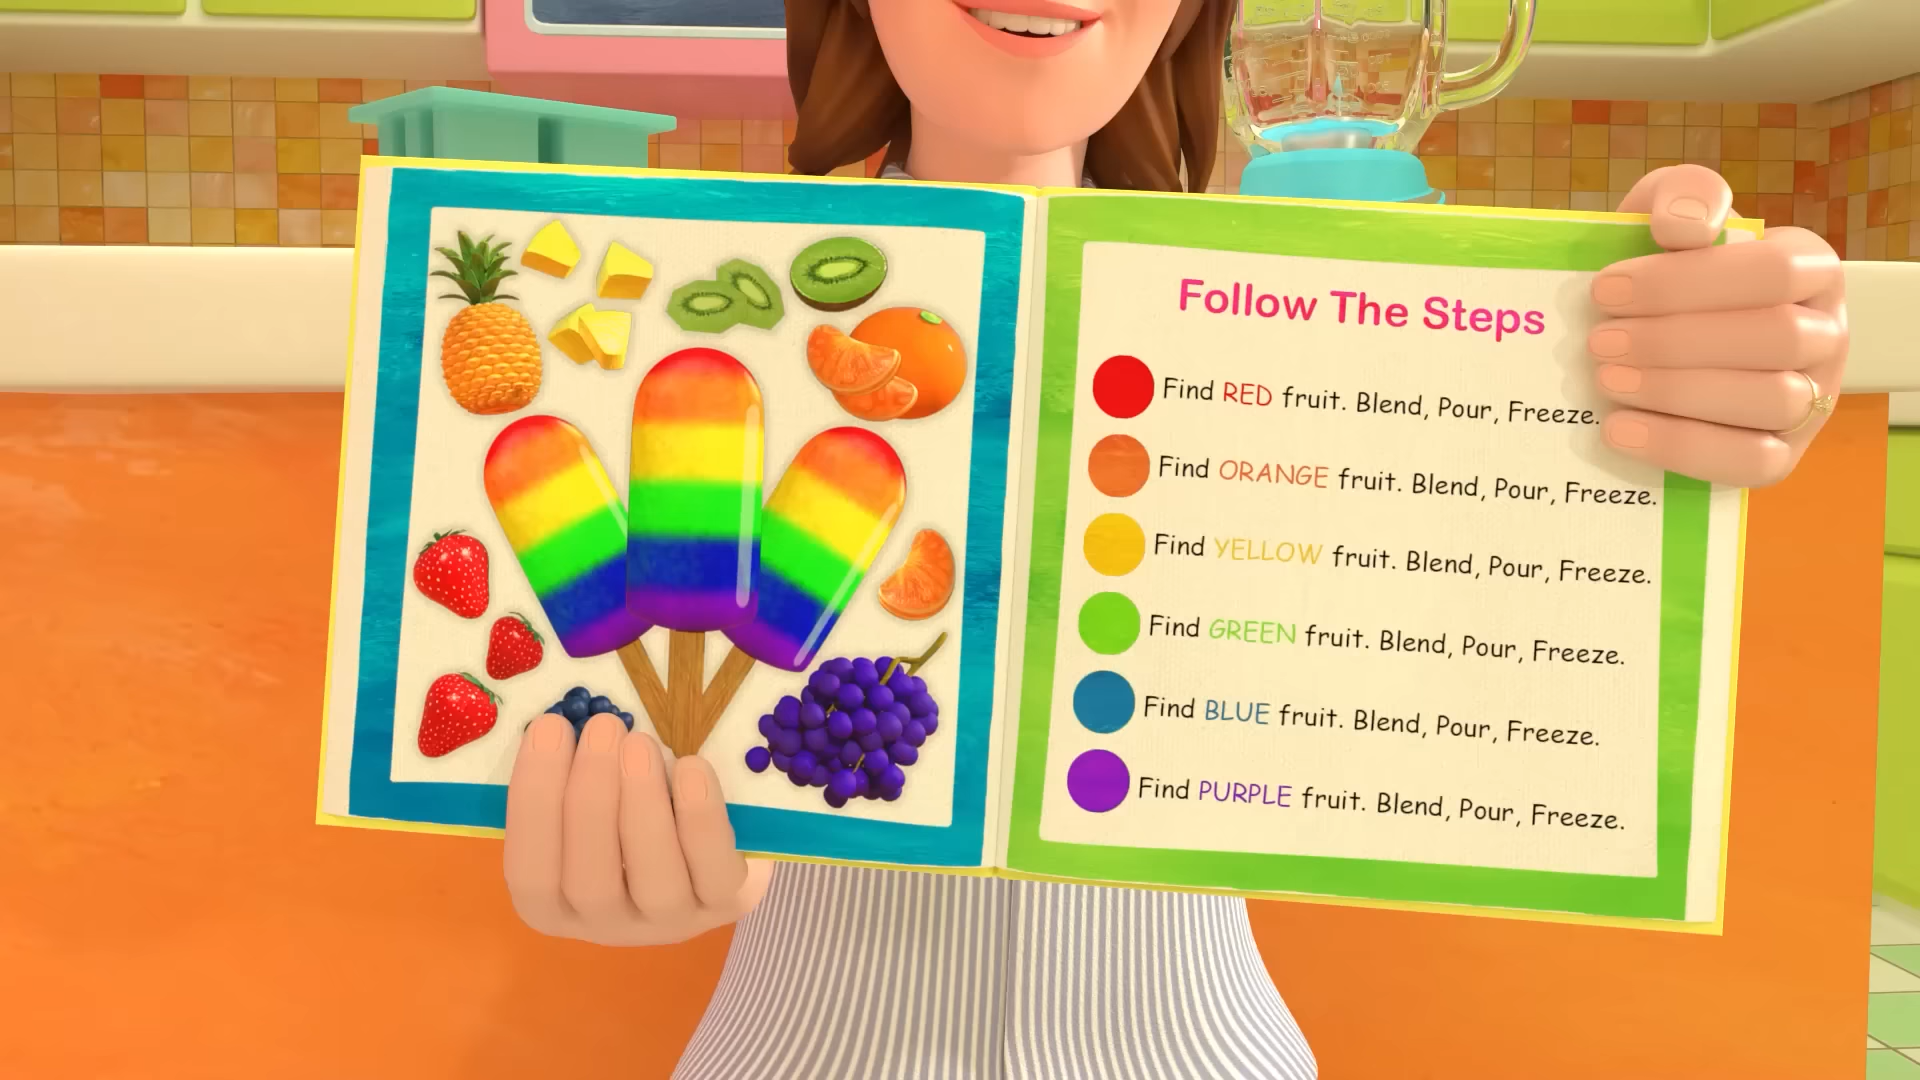 Follow The Steps
Find RED fruit. Blend, Pour, Freeze.
Find ORANGE fruit. Blend, Pour, Freeze.
Find YELLOW fruit. Blend, Pour, Freeze.
Find GREEN fruit. Blend, Pour, Freeze.
Find BLUE fruit. Blend, Pour, Freeze.
Find PURPLE fruit. Blend, Pour, Freeze.